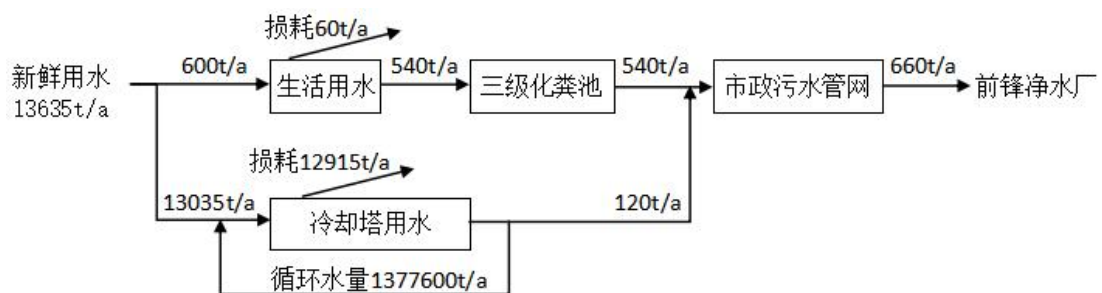 损耗60t/a
新鲜用水
13635t/a
600t/a
生活用水
540t/a
三级化粪池
540t/a
市政污水管网
660t/a
前锋净水厂
损耗12915t/a
13035t/a
冷却塔用水
120t/a
循环水量1377600t/a